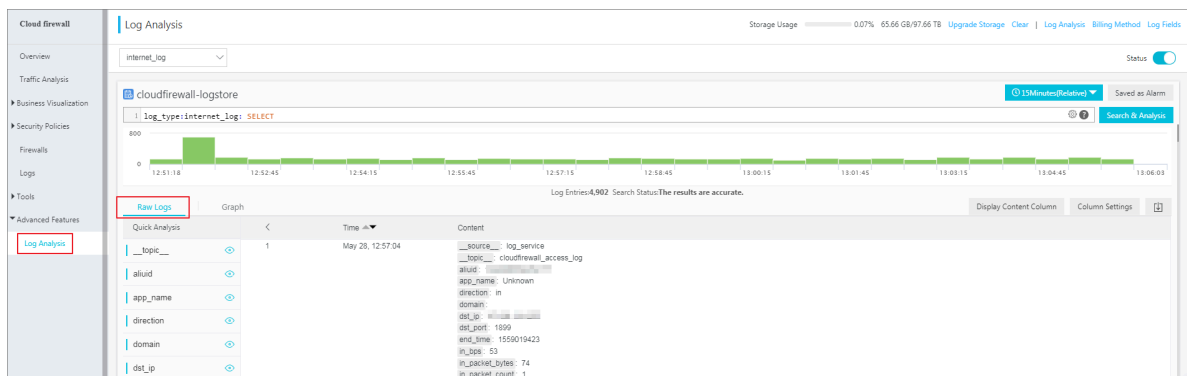 Cloud firewall
Log Analysis
Storage Usage 0.07% 65.66 GB/97.66 TB Upgrade Storage Clear | Log Analysis Billing Method Log Fields
Overview
internet_log
Status
Traffic Analysis
Business Visualization
Security Policies
Firewalls
Logs
Tools
Advanced Features
Log Analysis
cloudfirewall-logstore
15Minutes(Relative)
Saved as Alarm
1 log_type:internet_log: SELECT
Search & Analysis
800
0
12:51:18 12:52:45 12:54:15 12:55:45 12:57:15 12:58:45 13:00:15 13:01:45 13:03:15 13:04:45 13:06:03
Log Entries:4,902 Search Status:The results are accurate.
Raw Logs Graph
Display Content Column Column Settings
Quick Analysis < Time Content
__topic__
aliuid
app_name
direction
domain
dst_ip
1 May 28, 12:57:04
__source__: log_service
__topic__: cloudfirewall_access_log
aliuid:
app_name: Unknown
direction: in
domain:
dst_ip:
dst_port: 1899
end_time: 1559019423
in_bps: 53
in_packet_bytes: 74
in_packet_count: 1